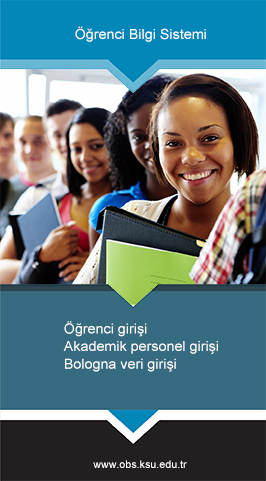 Öğrenci Bilgi Sistemi
Öğrenci girişi
Akademik personel girişi
Bologna veri girişi
www.obs.ksu.edu.tr